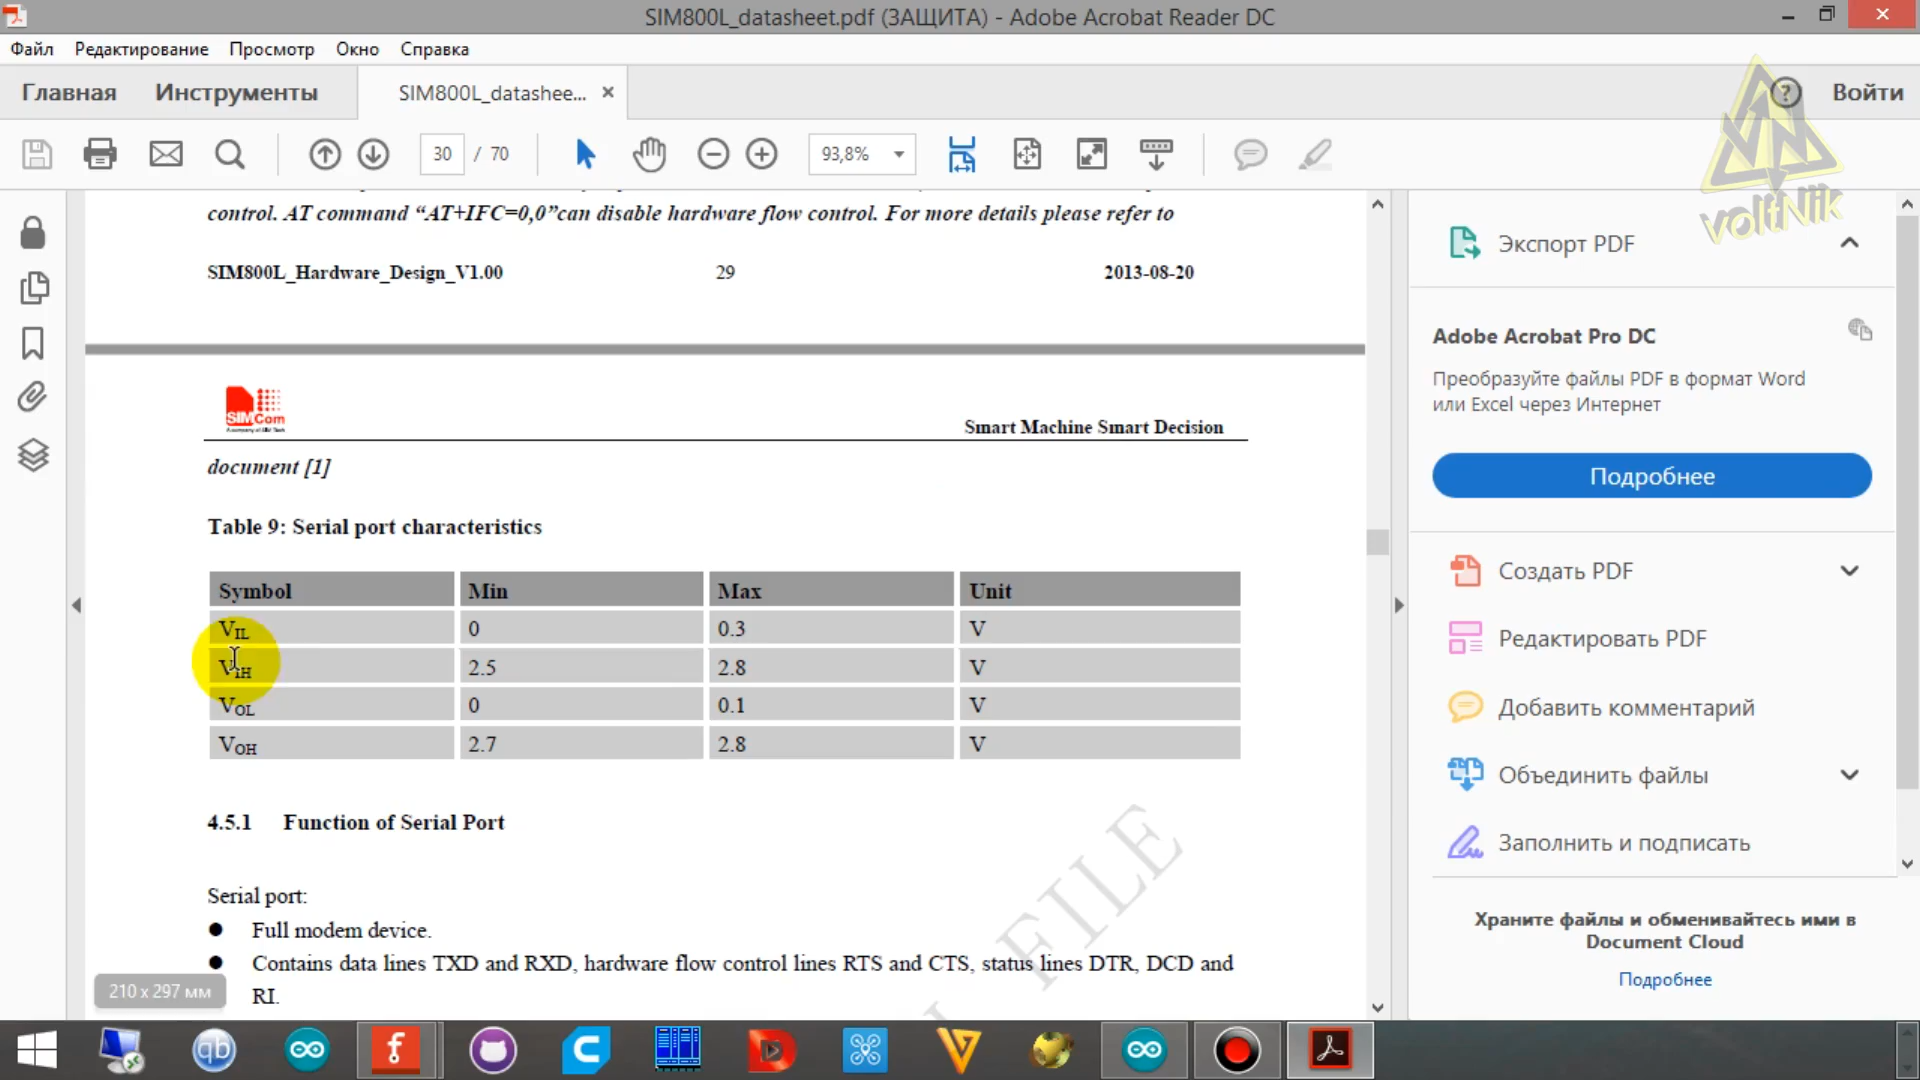 SIM800L_datasheet.pdf (ЗАЩИТА) - Adobe Acrobat Reader DC
Файл Редактирование Просмотр Окно Справка
Главная Инструменты SIM800L_datashee... Войти
30 / 70 93,8%
voltNik
control. AT command “AT+IFC=0,0”can disable hardware flow control. For more details please refer to
SIM800L_Hardware_Design_V1.00 29 2013-08-20
SIMCom
Smart Machine Smart Decision
document [1]
Table 9: Serial port characteristics
Symbol Min Max Unit
VIL 0 0.3 V
VIH 2.5 2.8 V
VOL 0 0.1 V
VOH 2.7 2.8 V
4.5.1 Function of Serial Port
Serial port:
● Full modem device.
● Contains data lines TXD and RXD, hardware flow control lines RTS and CTS, status lines DTR, DCD and
RI.
FILE
210 x 297 мм
Экспорт PDF
Adobe Acrobat Pro DC
Преобразуйте файлы PDF в формат Word
или Excel через Интернет
Подробнее
Создать PDF
Редактировать PDF
Добавить комментарий
Объединить файлы
Заполнить и подписать
Храните файлы и обменивайтесь ими в
Document Cloud
Подробнее